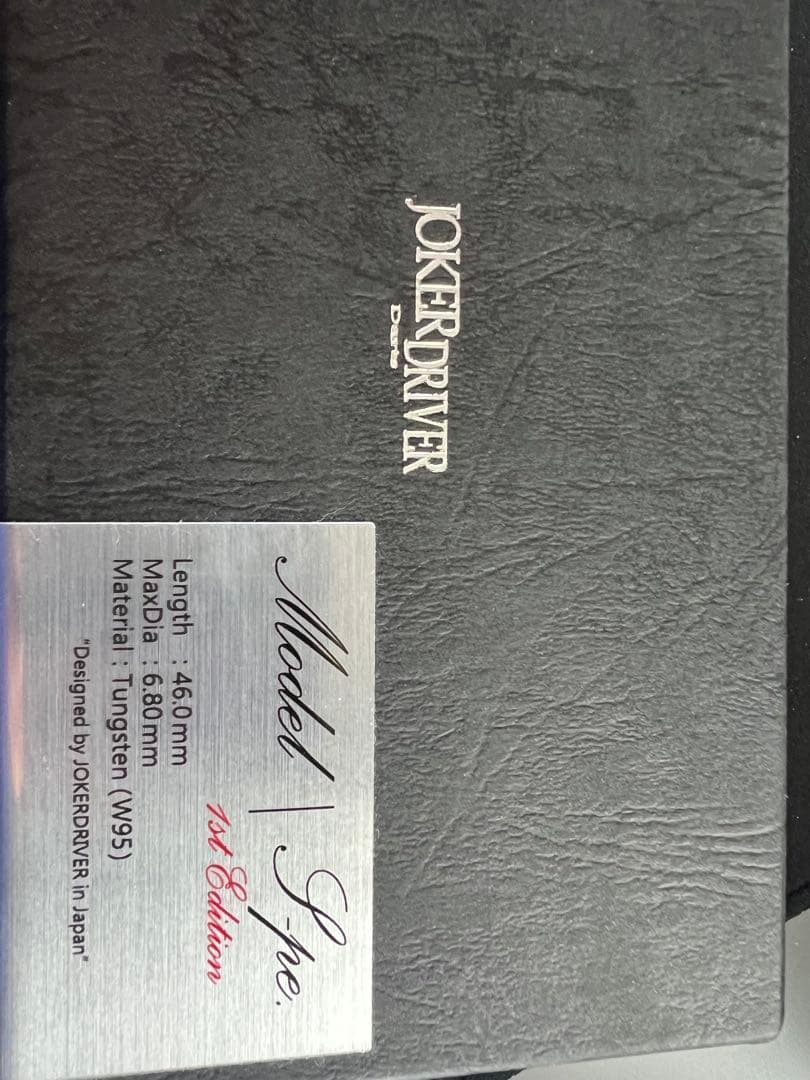 JOKERDRIVER
Darts
Model | S-pe.
1st Edition
Length : 46.0mm
MaxDia : 6.80mm
Material : Tungsten (W95)
"Designed by JOKERDRIVER in Japan"